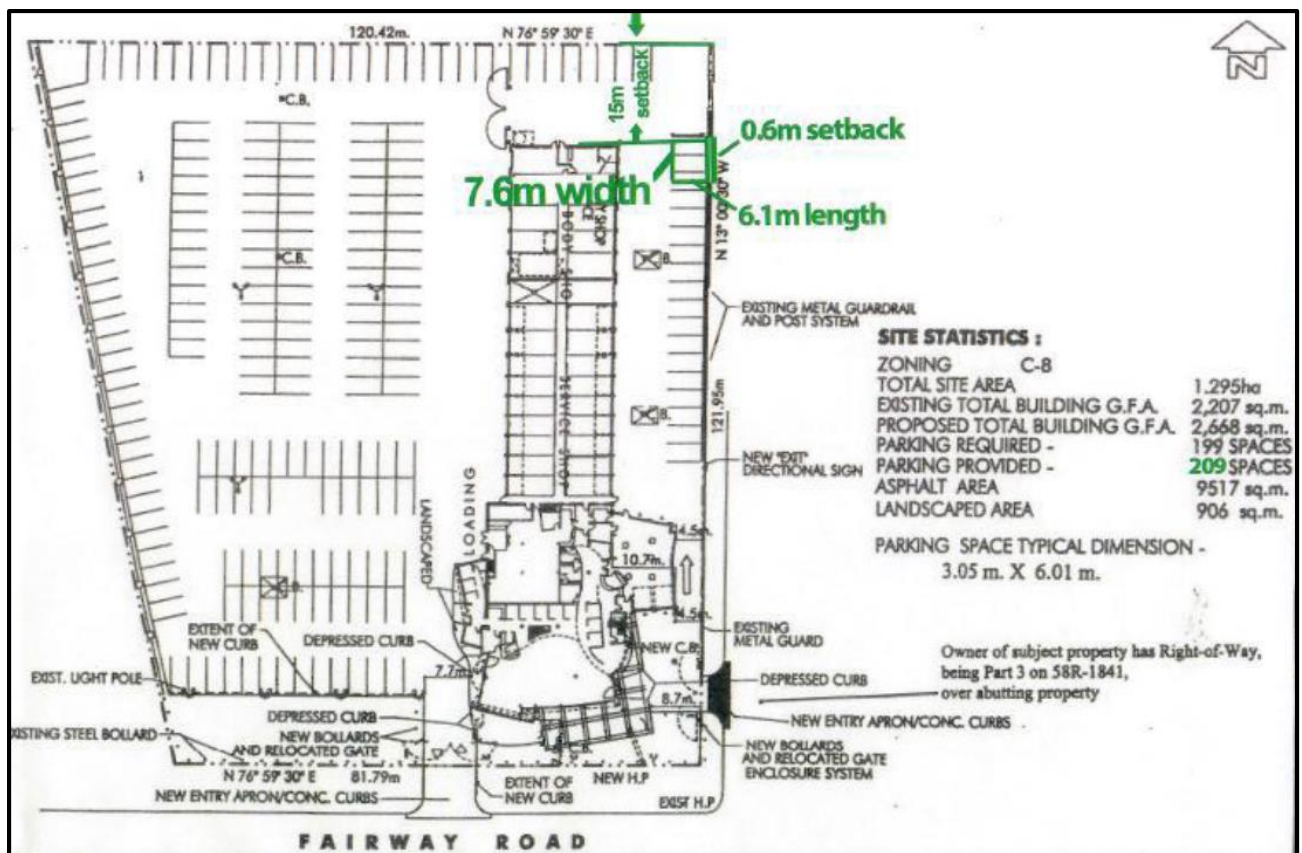 120.42m.
N 76° 59' 30" E
N
15m
setback
C.B.
0.6m setback
7.6m width
6.1m length
N 13° 00' 30" W
BODY SHOP
C.B.
B.
EXISTING METAL GUARDRAIL
AND POST SYSTEM
SITE STATISTICS :
ZONING C-8
TOTAL SITE AREA 1.295ha
EXISTING TOTAL BUILDING G.F.A. 2,207 sq.m.
PROPOSED TOTAL BUILDING G.F.A. 2,668 sq.m.
PARKING REQUIRED - 199 SPACES
PARKING PROVIDED - 209 SPACES
ASPHALT AREA 9517 sq.m.
LANDSCAPED AREA 906 sq.m.
PARKING SPACE TYPICAL DIMENSION -
3.05 m. X 6.01 m.
121.95m
B.
SERVICE SHOP
NEW "EXIT"
DIRECTIONAL SIGN
LANDSCAPED
LOADING
4.5m.
10.7m.
B.
4.5m.
EXTENT OF
NEW CURB
DEPRESSED CURB
EXISTING
METAL GUARD
NEW C.B.
7.7m.
EXIST. LIGHT POLE
Owner of subject property has Right-of-Way,
being Part 3 on 58R-1841,
over abutting property
DEPRESSED CURB
8.7m.
NEW ENTRY APRON/CONC. CURBS
DEPRESSED CURB
EXISTING STEEL BOLLARD
NEW BOLLARDS
AND RELOCATED GATE
C.B.
NEW BOLLARDS
AND RELOCATED GATE
ENCLOSURE SYSTEM
N 76° 59' 30" E 81.79m
NEW H.P
EXTENT OF
NEW CURB
NEW ENTRY APRON/CONC. CURBS
EXIST H.P
FAIRWAY ROAD